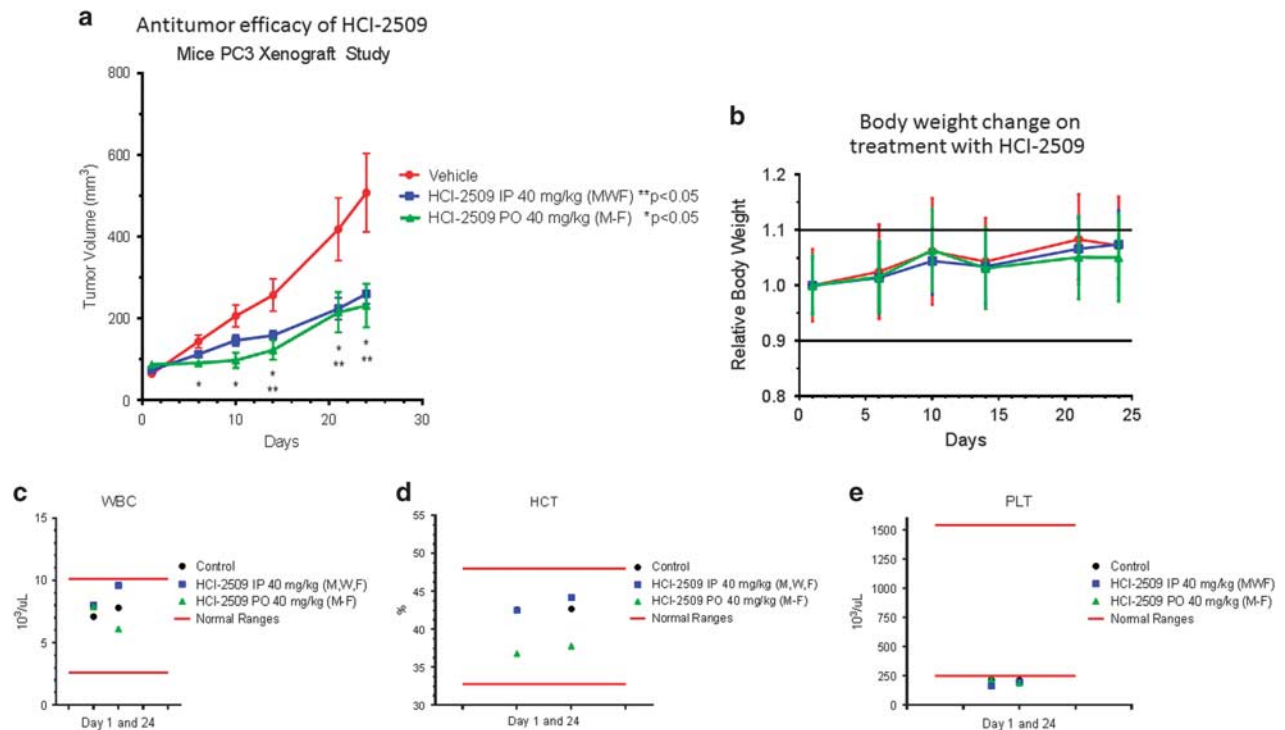 a
Antitumor efficacy of HCI-2509
Mice PC3 Xenograft Study
800
600
400
200
0
Tumor Volume (mm³)
0 10 20 30
Days
Vehicle
HCI-2509 IP 40 mg/kg (MWF) **p<0.05
HCI-2509 PO 40 mg/kg (M-F) *p<0.05
* * * * *
** ** **
b
Body weight change on
treatment with HCI-2509
1.2
1.1
1.0
0.9
0.8
Relative Body Weight
0 5 10 15 20 25
Days
c
WBC
15
10
5
0
10^3/uL
Day 1 and 24
Control
HCI-2509 IP 40 mg/kg (M,W,F)
HCI-2509 PO 40 mg/kg (M-F)
Normal Ranges
d
HCT
55
50
45
40
35
30
%
Day 1 and 24
Control
HCI-2509 IP 40 mg/kg (M,W,F)
HCI-2509 PO 40 mg/kg (M-F)
Normal Ranges
e
PLT
1500
1250
1000
750
500
250
0
10^3/uL
Day 1 and 24
Control
HCI-2509 IP 40 mg/kg (MWF)
HCI-2509 PO 40 mg/kg (M-F)
Normal Ranges